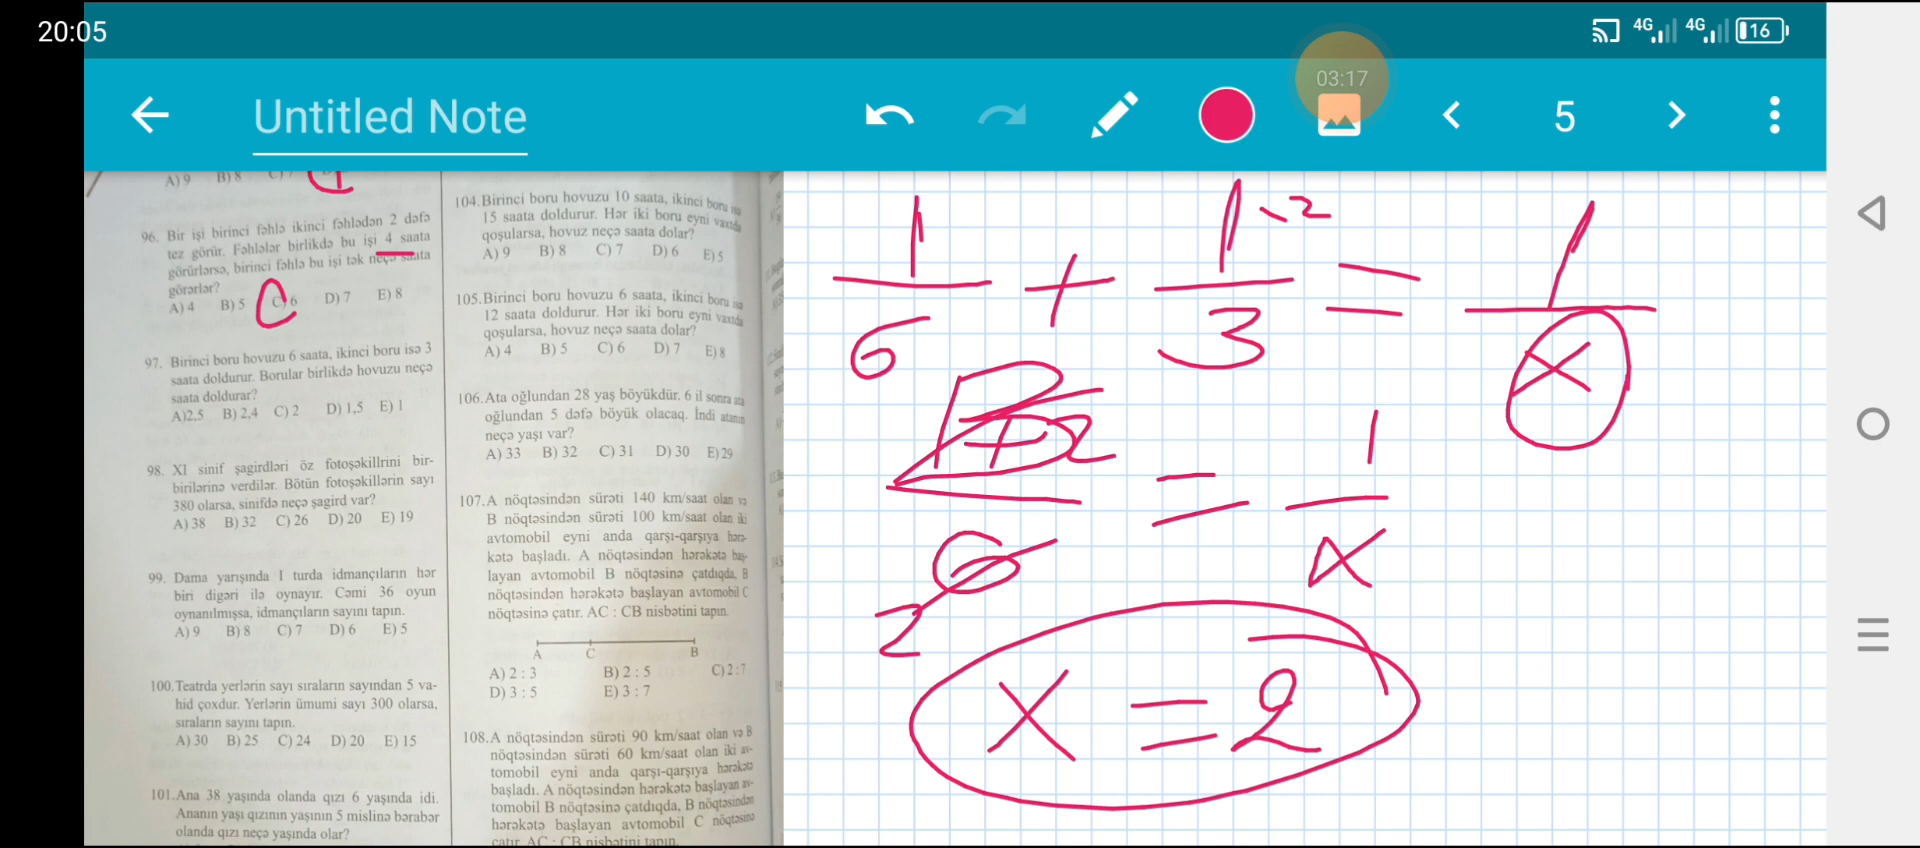 20:05
4G 4G 16
03:17
Untitled Note
5
A) 9 B) 8
96. Bir işi birinci fəhlə ikinci fəhlədən 2 dəfə
tez görür. Fəhlələr birlikdə bu işi 4 saata
görürlərsə, birinci fəhlə bu işi tək neçə saata
görərlər?
A) 4 B) 5 C) 6 D) 7 E) 8
97. Birinci boru hovuzu 6 saata, ikinci boru isə 3
saata doldurur. Borular birlikdə hovuzu neçə
saata doldurar?
A)2,5 B) 2,4 C) 2 D) 1,5 E) 1
98. XI sinif şagirdləri öz fotoşəkillrini bir-
birilərinə verdilər. Bötün fotoşəkillərin sayı
380 olarsa, sinifdə neçə şagird var?
A) 38 B) 32 C) 26 D) 20 E) 19
99. Dama yarışında I turda idmançıların hər
biri digəri ilə oynayır. Cəmi 36 oyun
oynanılmışsa, idmançıların sayını tapın.
A) 9 B) 8 C) 7 D) 6 E) 5
100. Teatrda yerlərin sayı sıraların sayından 5 va-
hid çoxdur. Yerlərin ümumi sayı 300 olarsa,
sıraların sayını tapın.
A) 30 B) 25 C) 24 D) 20 E) 15
101. Ana 38 yaşında olanda qızı 6 yaşında idi.
Ananın yaşı qızının yaşının 5 mislinə bərabər
olanda qızı neçə yaşında olar?
104. Birinci boru hovuzu 10 saata, ikinci boru isə
15 saata doldurur. Hər iki boru eyni vaxtda
qoşularsa, hovuz neçə saata dolar?
A) 9 B) 8 C) 7 D) 6 E) 5
105. Birinci boru hovuzu 6 saata, ikinci boru isə
12 saata doldurur. Hər iki boru eyni vaxtda
qoşularsa, hovuz neçə saata dolar?
A) 4 B) 5 C) 6 D) 7 E) 8
106. Ata oğlundan 28 yaş böyükdür. 6 il sonra ata
oğlundan 5 dəfə böyük olacaq. İndi atanın
neçə yaşı var?
A) 33 B) 32 C) 31 D) 30 E) 29
107. A nöqtəsindən sürəti 140 km/saat olan və
B nöqtəsindən sürəti 100 km/saat olan iki
avtomobil eyni anda qarşı-qarşıya hərə-
kətə başladı. A nöqtəsindən hərəkətə baş-
layan avtomobil B nöqtəsinə çatdıqda, B
nöqtəsindən hərəkətə başlayan avtomobil C
nöqtəsinə çatır. AC : CB nisbətini tapın.
A C B
A) 2 : 3 B) 2 : 5 C) 2 : 7
D) 3 : 5 E) 3 : 7
108. A nöqtəsindən sürəti 90 km/saat olan və B
nöqtəsindən sürəti 60 km/saat olan iki av-
tomobil eyni anda qarşı-qarşıya hərəkətə
başladı. A nöqtəsindən hərəkətə başlayan av-
tomobil B nöqtəsinə çatdıqda, B nöqtəsindən
hərəkətə başlayan avtomobil C nöqtəsinə
çatır. AC : CB nisbətini tapın.
1/6 + 1/3 = 1/x
= 1/x
2
x = 2